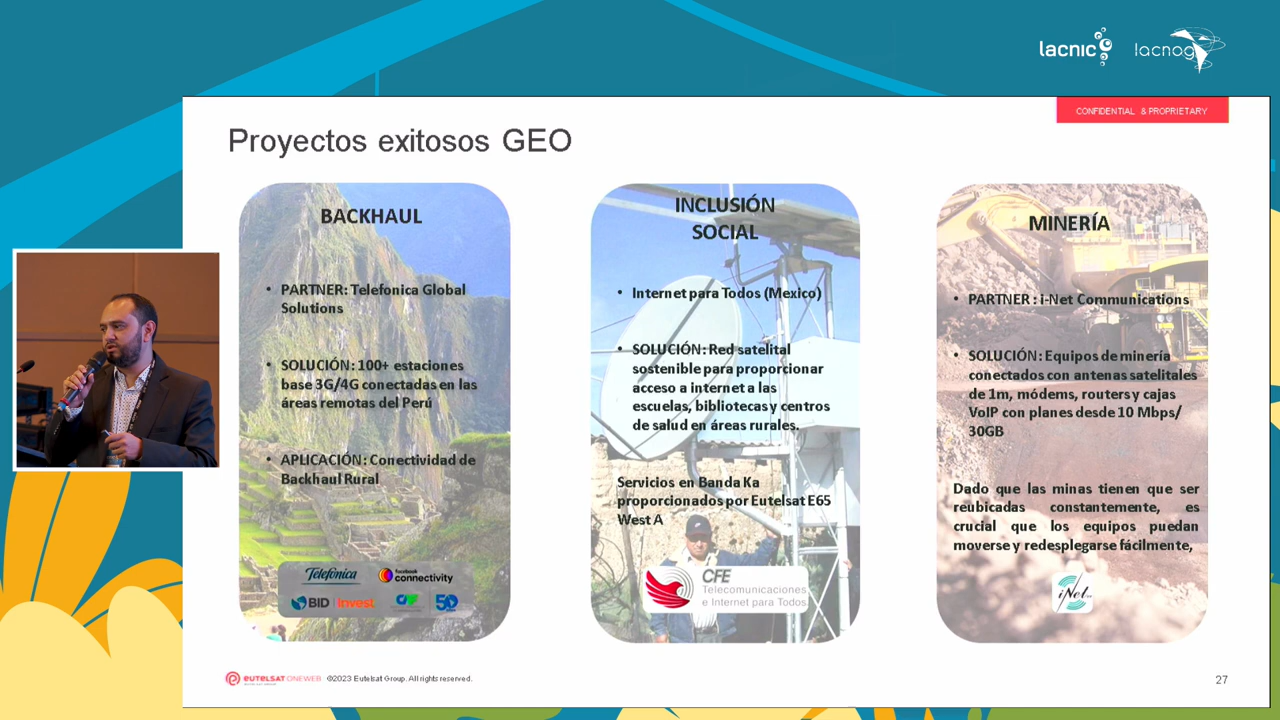 lacnic
lacnog
CONFIDENTIAL & PROPRIETARY
Proyectos exitosos GEO
BACKHAUL
• PARTNER: Telefonica Global
Solutions
• SOLUCIÓN: 100+ estaciones
base 3G/4G conectadas en las
áreas remotas del Perú
• APLICACIÓN: Conectividad de
Backhaul Rural
Telefónica
facebook
connectivity
BID Invest
INCLUSIÓN
SOCIAL
• Internet para Todos (Mexico)
• SOLUCIÓN: Red satelital
sostenible para proporcionar
acceso a internet a las
escuelas, bibliotecas y centros
de salud en áreas rurales.
Servicios en Banda Ka
proporcionados por Eutelsat E65
West A
CFE
Telecomunicaciones
e Internet para Todos
MINERÍA
• PARTNER : i-Net Communications
• SOLUCIÓN: Equipos de minería
conectados con antenas satelitales
de 1m, módems, routers y cajas
VoIP con planes desde 10 Mbps/
30GB
Dado que las minas tienen que ser
reubicadas constantemente, es
crucial que los equipos puedan
moverse y redesplegarse fácilmente,
iNet
EUTELSAT ONEWEB
©2023 Eutelsat Group. All rights reserved.
27